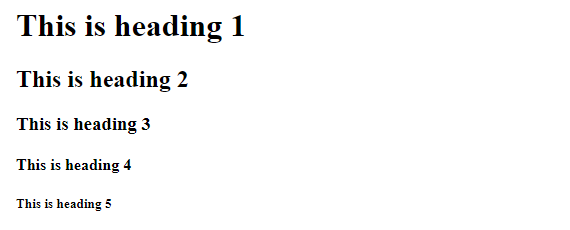 This is heading 1
This is heading 2
This is heading 3
This is heading 4
This is heading 5